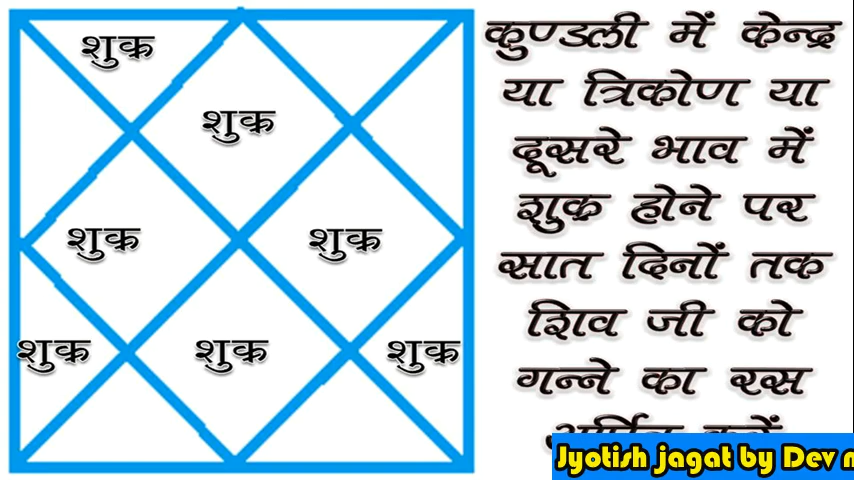 शुक्र
शुक्र
शुक्र
शुक्र
शुक्र
शुक्र
शुक्र
कुण्डली में केन्द्र
या त्रिकोण या
दूसरे भाव में
शुक्र होने पर
सात दिनों तक
शिव जी को
गन्ने का रस
Jyotish jagat by Dev